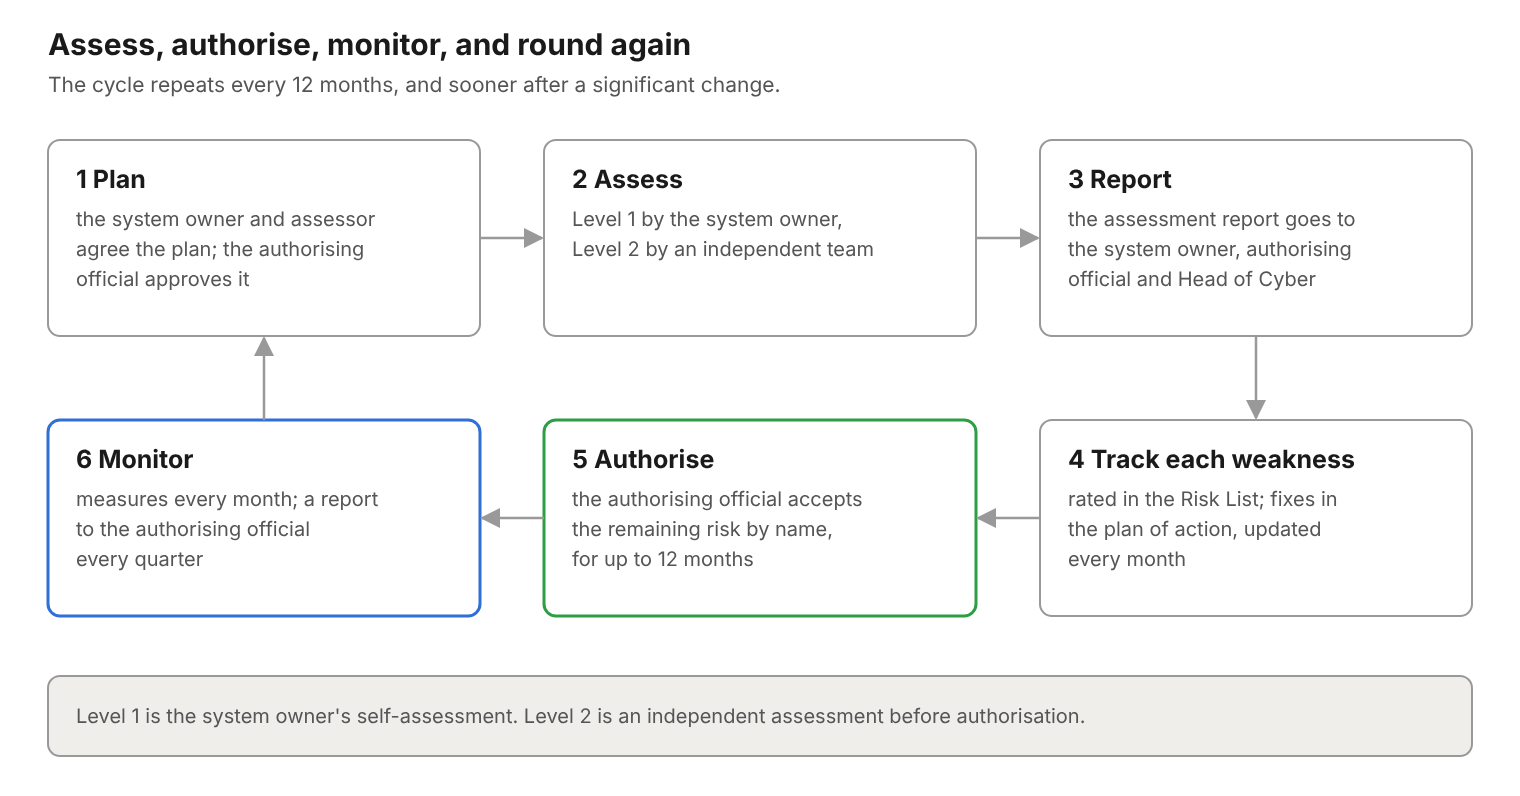 Assess, authorise, monitor, and round again
The cycle repeats every 12 months, and sooner after a significant change.
1 Plan
the system owner and assessor
agree the plan; the authorising
official approves it
2 Assess
Level 1 by the system owner,
Level 2 by an independent team
3 Report
the assessment report goes to
the system owner, authorising
official and Head of Cyber
4 Track each weakness
rated in the Risk List; fixes in
the plan of action, updated
every month
5 Authorise
the authorising official accepts
the remaining risk by name,
for up to 12 months
6 Monitor
measures every month; a report
to the authorising official
every quarter
Level 1 is the system owner's self-assessment. Level 2 is an independent assessment before authorisation.